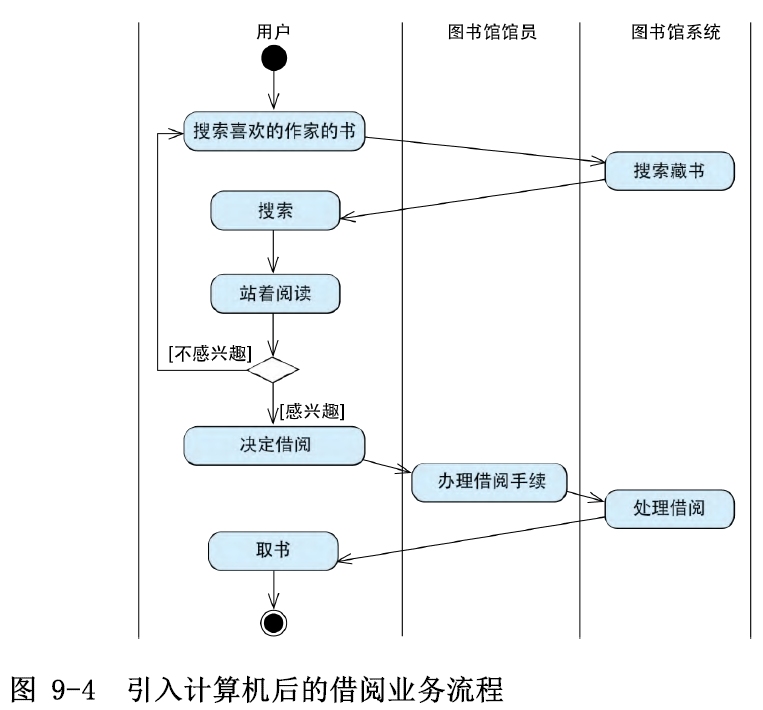 用户
图书馆馆员
图书馆系统
搜索喜欢的作家的书
搜索藏书
搜索
站着阅读
[不感兴趣]
[感兴趣]
决定借阅
办理借阅手续
处理借阅
取书
图 9-4 引入计算机后的借阅业务流程